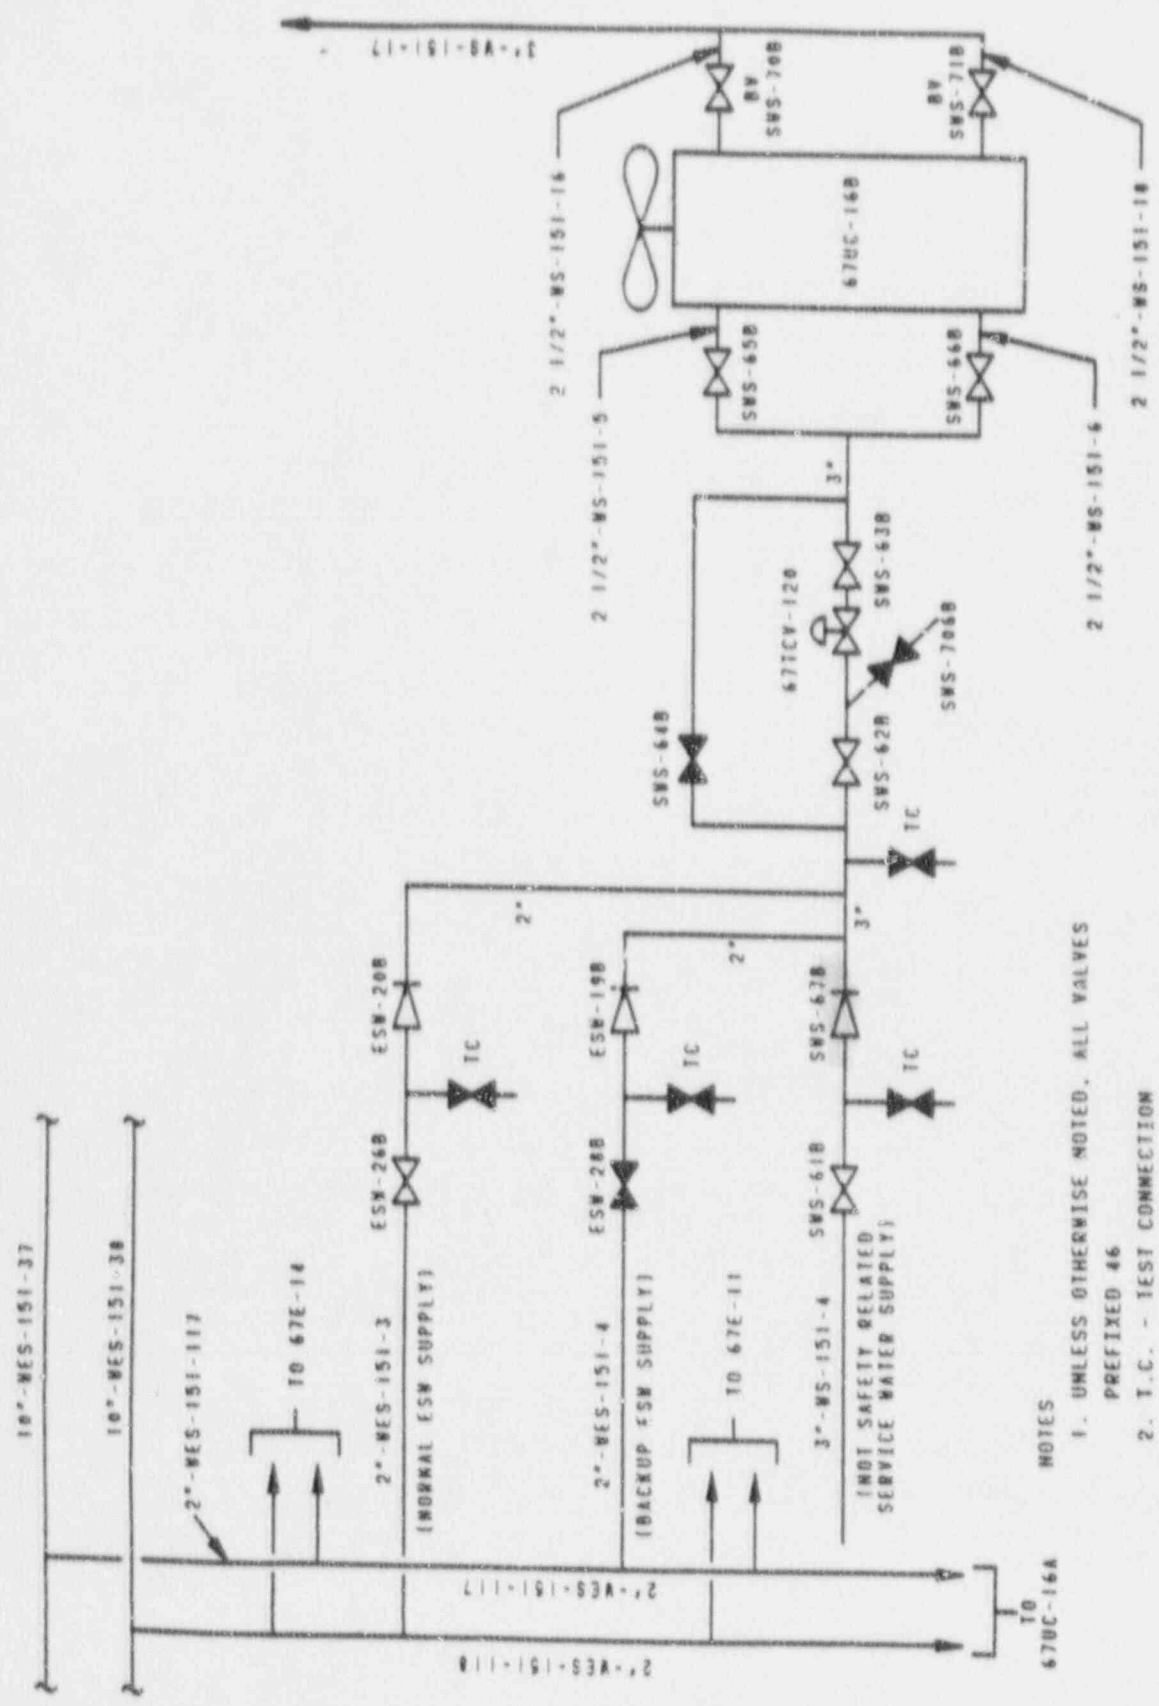 10"-WES-151-37
10"-WES-151-38
2"-WES-151-117
TO 67E-14
2"-WES-151-3
(NORMAL ESW SUPPLY)
ESW-26B
TC
ESW-20B
2"
2"-WES-151-4
(BACKUP ESW SUPPLY)
ESW-28B
TC
ESW-19B
2"
TO 67E-11
3"-WS-151-4
(NOT SAFETY RELATED
SERVICE WATER SUPPLY)
SWS-61B
TC
SWS-67B
3"
TC
SWS-64B
SWS-62B
67TCV-120
SWS-706B
SWS-63B
3"
2 1/2"-WS-151-5
SWS-65B
SWS-66B
2 1/2"-WS-151-6
67UC-16B
2 1/2"-WS-151-16
BV
SWS-70B
BV
SWS-71B
2 1/2"-WS-151-18
3"-WS-151-17
2"-WES-151-117
2"-WES-151-118
TO
67UC-16A
NOTES
1. UNLESS OTHERWISE NOTED, ALL VALVES
PREFIXED 46
2. T.C. - TEST CONNECTION